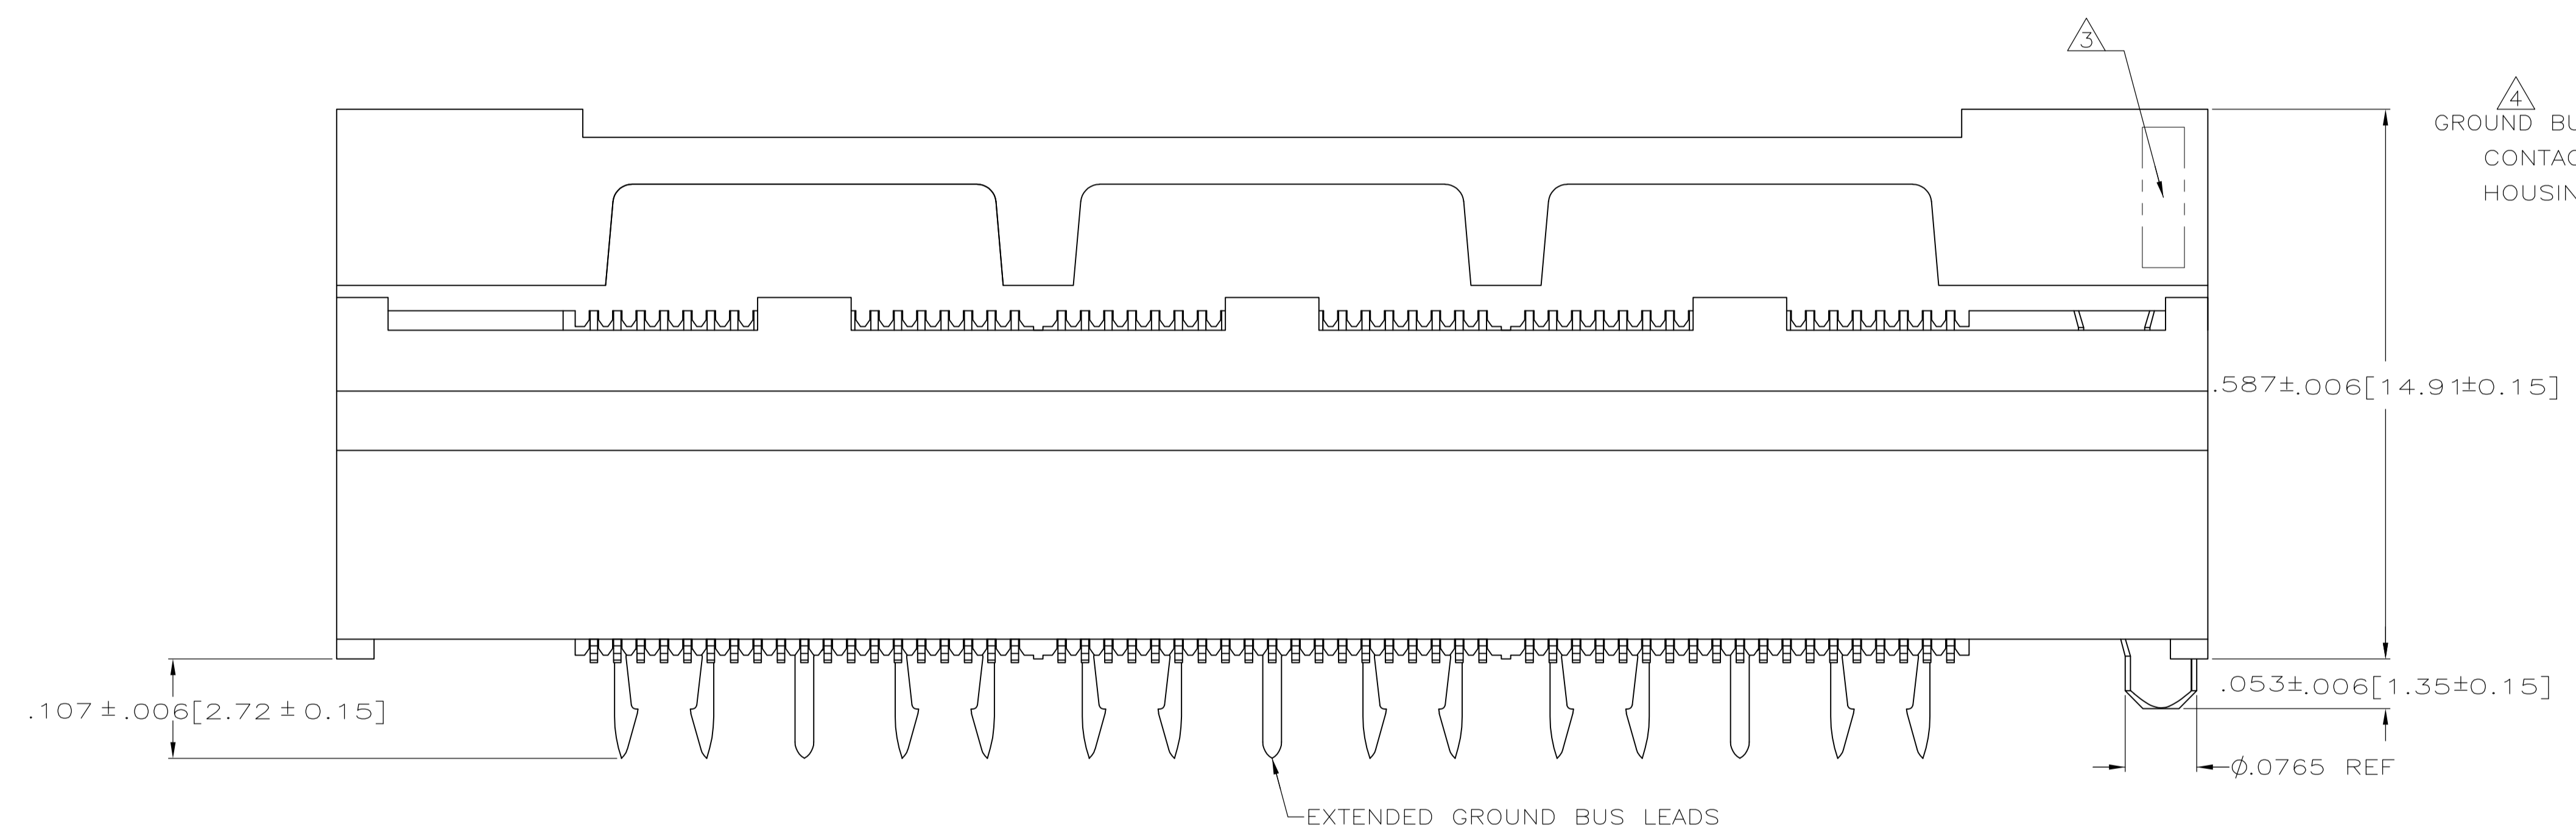 3
4
GROUND BU
CONTAC
HOUSIN
.587±.006[14.91±0.15]
.053±.006[1.35±0.15]
.107±.006[2.72±0.15]
Ø.0765 REF
EXTENDED GROUND BUS LEADS